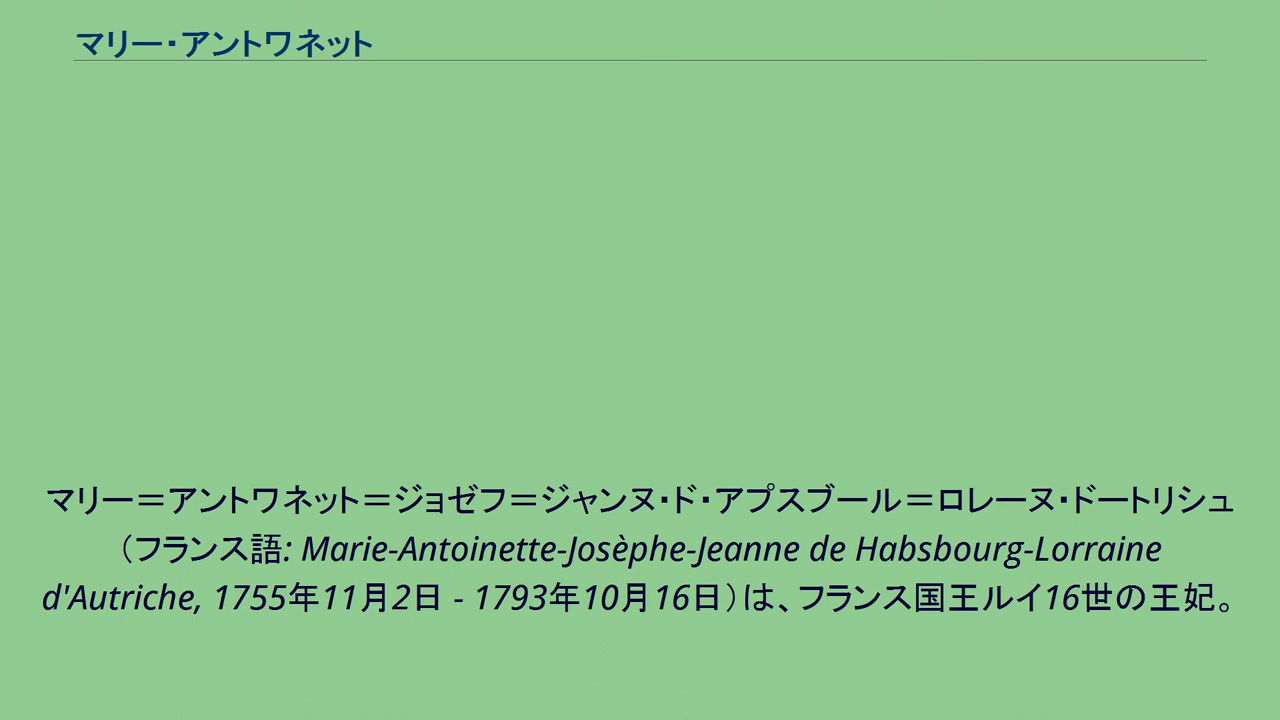 マリー・アントワネット
マリー＝アントワネット＝ジョゼフ＝ジャンヌ・ド・アプスブール＝ロレーヌ・ドートリシュ
（フランス語: Marie-Antoinette-Josèphe-Jeanne de Habsbourg-Lorraine
d'Autriche, 1755年11月2日 - 1793年10月16日）は、フランス国王ルイ16世の王妃。